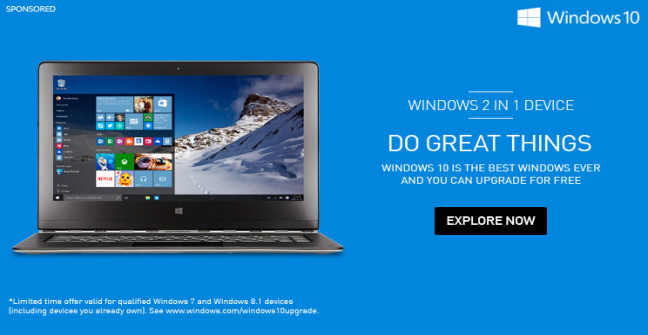 SPONSORED
Windows 10
WINDOWS 2 IN 1 DEVICE
DO GREAT THINGS
WINDOWS 10 IS THE BEST WINDOWS EVER
AND YOU CAN UPGRADE FOR FREE
EXPLORE NOW
NETFLIX
*Limited time offer valid for qualified Windows 7 and Windows 8.1 devices
(including devices you already own). See www.windows.com/windows10upgrade.